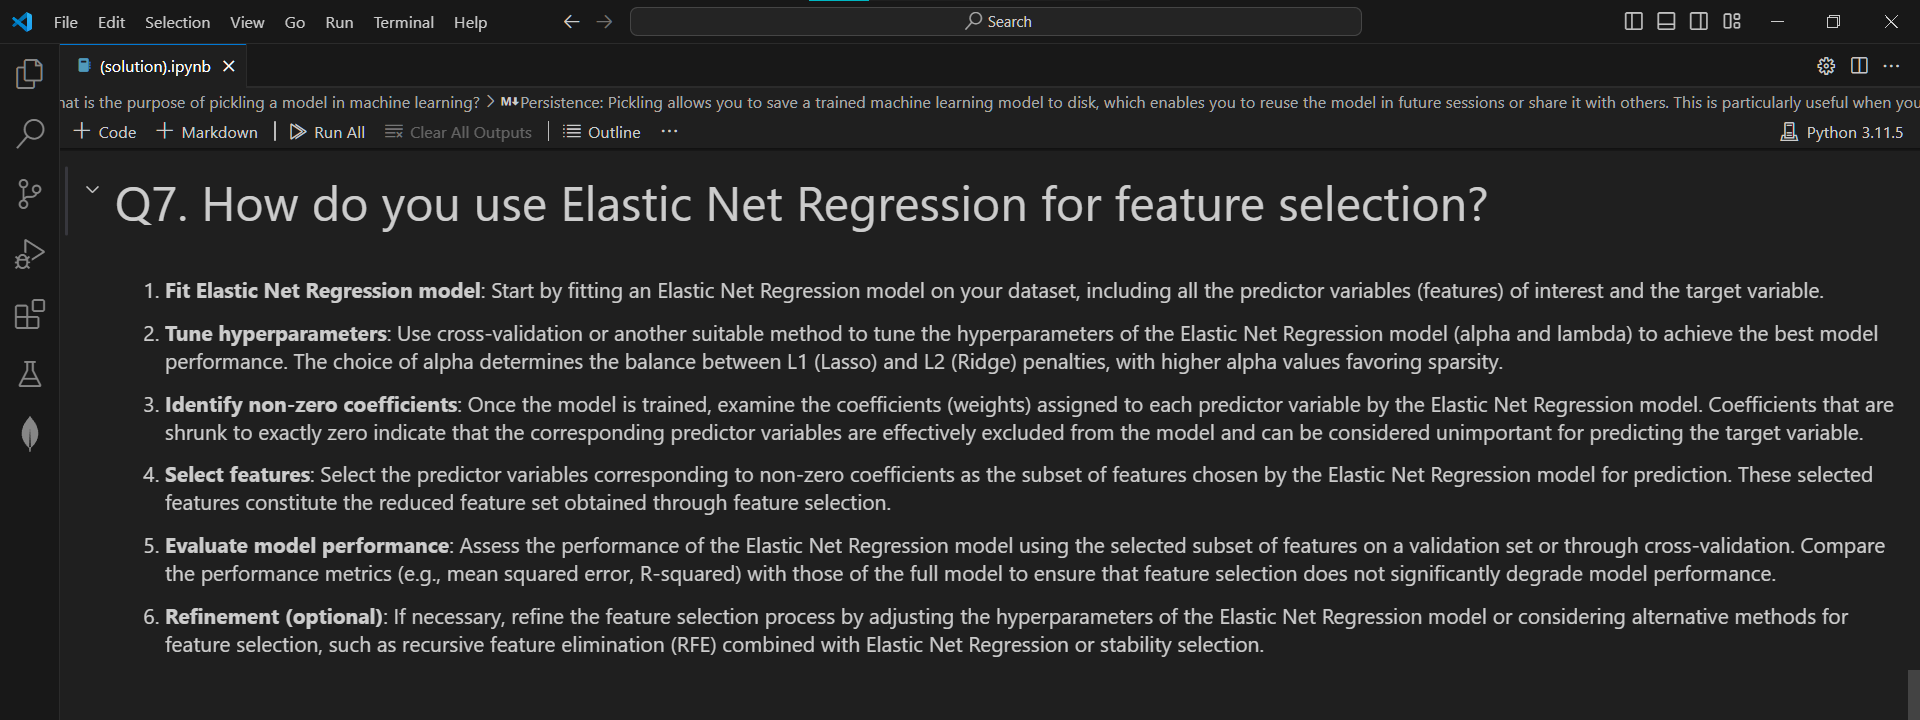 File Edit Selection View Go Run Terminal Help Search
(solution).ipynb
hat is the purpose of pickling a model in machine learning? > M↓ Persistence: Pickling allows you to save a trained machine learning model to disk, which enables you to reuse the model in future sessions or share it with others. This is particularly useful when you
+ Code + Markdown | Run All Clear All Outputs | Outline ... Python 3.11.5
Q7. How do you use Elastic Net Regression for feature selection?
1. Fit Elastic Net Regression model: Start by fitting an Elastic Net Regression model on your dataset, including all the predictor variables (features) of interest and the target variable.
2. Tune hyperparameters: Use cross-validation or another suitable method to tune the hyperparameters of the Elastic Net Regression model (alpha and lambda) to achieve the best model
performance. The choice of alpha determines the balance between L1 (Lasso) and L2 (Ridge) penalties, with higher alpha values favoring sparsity.
3. Identify non-zero coefficients: Once the model is trained, examine the coefficients (weights) assigned to each predictor variable by the Elastic Net Regression model. Coefficients that are
shrunk to exactly zero indicate that the corresponding predictor variables are effectively excluded from the model and can be considered unimportant for predicting the target variable.
4. Select features: Select the predictor variables corresponding to non-zero coefficients as the subset of features chosen by the Elastic Net Regression model for prediction. These selected
features constitute the reduced feature set obtained through feature selection.
5. Evaluate model performance: Assess the performance of the Elastic Net Regression model using the selected subset of features on a validation set or through cross-validation. Compare
the performance metrics (e.g., mean squared error, R-squared) with those of the full model to ensure that feature selection does not significantly degrade model performance.
6. Refinement (optional): If necessary, refine the feature selection process by adjusting the hyperparameters of the Elastic Net Regression model or considering alternative methods for
feature selection, such as recursive feature elimination (RFE) combined with Elastic Net Regression or stability selection.